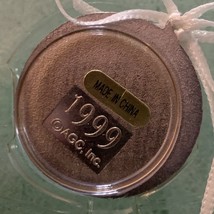 MADE IN CHINA
1999
© AGC, Inc.